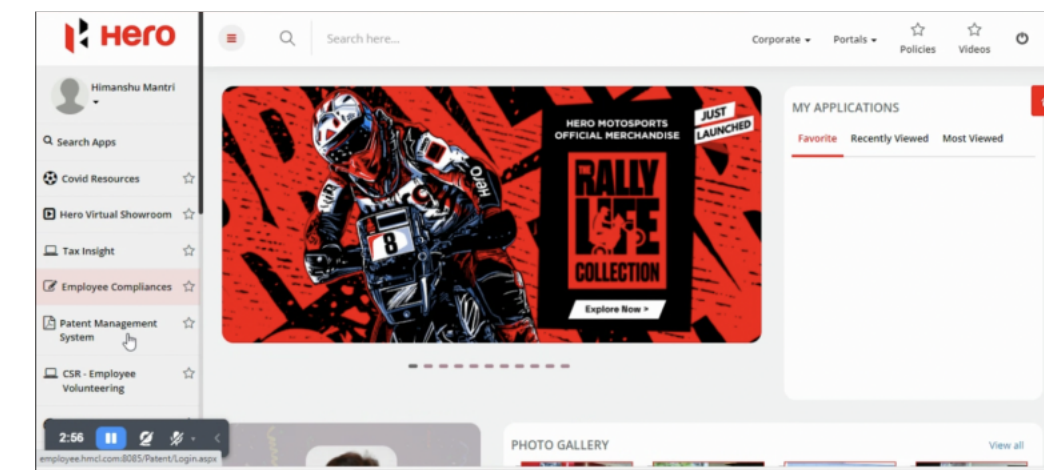 Hero
Search here...
Corporate
Portals
Policies
Videos
Himanshu Mantri
Search Apps
Covid Resources
Hero Virtual Showroom
Tax Insight
Employee Compliances
Patent Management
System
CSR - Employee
Volunteering
2:56
employee.hmcl.com:8085/Patent/Login.aspx
HERO MOTOSPORTS
OFFICIAL MERCHANDISE
JUST
LAUNCHED
RALLY
LIFE
COLLECTION
Explore Now >
Hero
8
MY APPLICATIONS
Favorite Recently Viewed Most Viewed
PHOTO GALLERY
View all